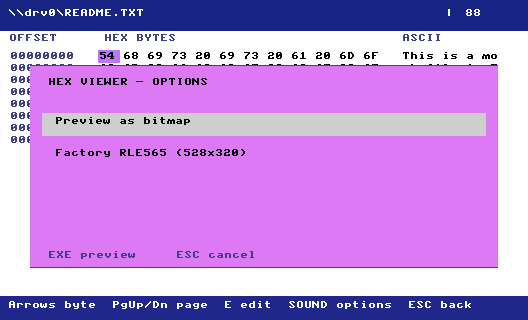 \\drv0\README.TXT | 88
OFFSET HEX BYTES ASCII
00000000 54 68 69 73 20 69 73 20 61 20 6D 6F This is a mo
HEX VIEWER – OPTIONS
Preview as bitmap
Factory RLE565 (528x320)
EXE preview ESC cancel
Arrows byte PgUp/Dn page E edit SOUND options ESC back